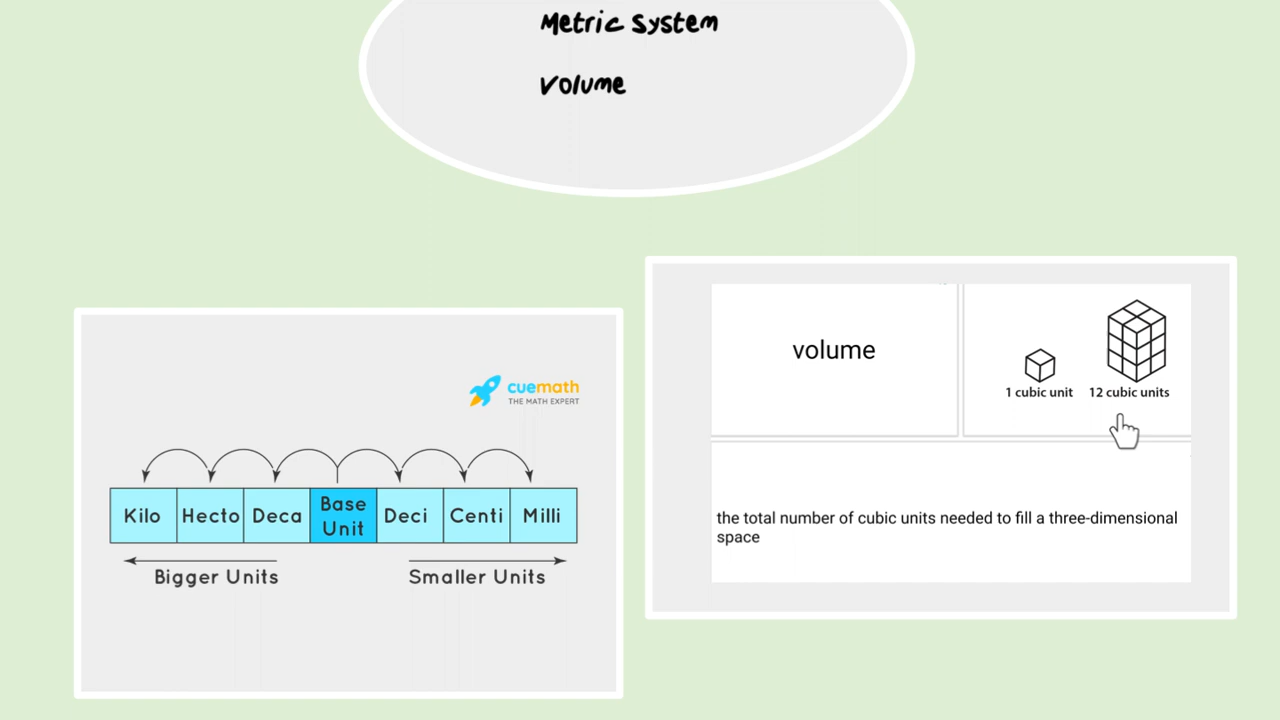 Metric System
Volume
cuemath
THE MATH EXPERT
Kilo Hecto Deca Base Unit Deci Centi Milli
Bigger Units Smaller Units
volume
1 cubic unit 12 cubic units
the total number of cubic units needed to fill a three-dimensional
space